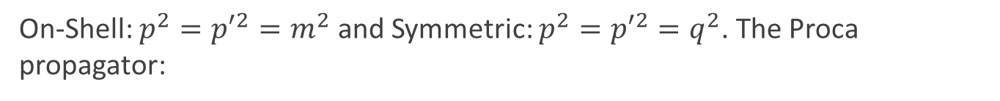 On-Shell: 𝑝² = 𝑝′² = 𝑚² and Symmetric: 𝑝² = 𝑝′² = 𝑞². The Proca
propagator: